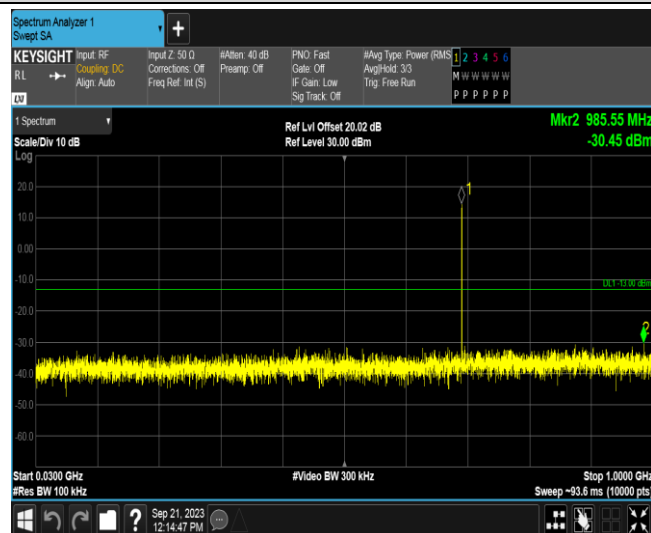 Spectrum Analyzer 1
Swept SA
+
KEYSIGHT
RL
LXI
Input: RF
Coupling: DC
Align: Auto
Input Z: 50 Ω
Corrections: Off
Freq Ref: Int (S)
#Atten: 40 dB
Preamp: Off
PNO: Fast
Gate: Off
IF Gain: Low
Sig Track: Off
#Avg Type: Power (RMS
Avg|Hold: 3/3
Trig: Free Run
1 2 3 4 5 6
M W W W W W
P P P P P P
1 Spectrum
Scale/Div 10 dB
Log
Ref Lvl Offset 20.02 dB
Ref Level 30.00 dBm
Mkr2 985.55 MHz
-30.45 dBm
1
20.0
10.0
0.00
-10.0
DL1 -13.00 dBm
-20.0
2
-30.0
-40.0
-50.0
-60.0
Start 0.0300 GHz
#Res BW 100 kHz
#Video BW 300 kHz
Stop 1.0000 GHz
Sweep ~93.6 ms (10000 pts)
?
Sep 21, 2023
12:14:47 PM